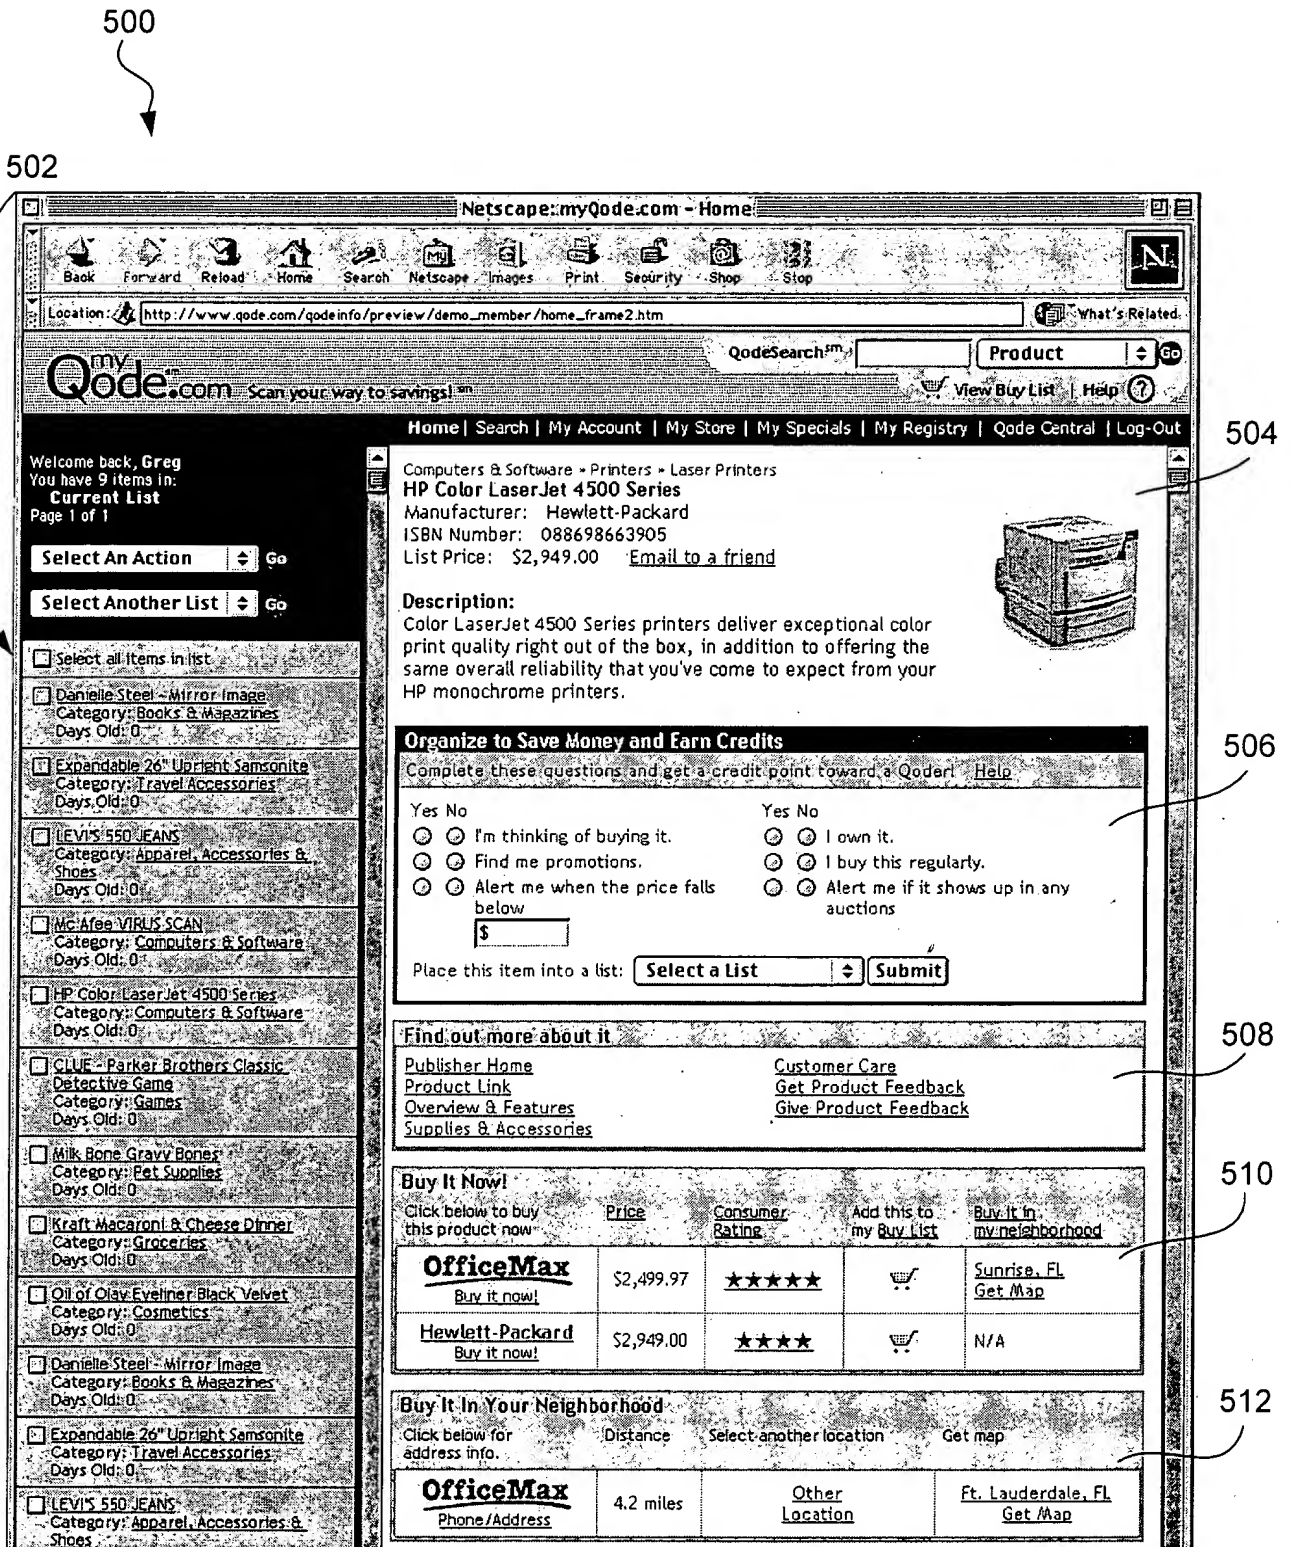 500
502
Netscape: myQode.com - Home
Back Forward Reload Home Search Netscape Images Print Security Shop Stop
N
Location: http://www.qode.com/qodeinfo/preview/demo_member/home_frame2.htm
What's Related
my
Qode.com sm Scan your way to savings! sm
QodeSearch sm Product Go
View Buy List | Help ?
Home | Search | My Account | My Store | My Specials | My Registry | Qode Central | Log-Out
504
Welcome back, Greg
You have 9 items in:
Current List
Page 1 of 1
Select An Action Go
Select Another List Go
Select all items in list
Danielle Steel - Mirror Image
Category: Books & Magazines
Days Old: 0
Expandable 26" Upright Samsonite
Category: Travel Accessories
Days Old: 0
LEVI'S 550 JEANS
Category: Apparel, Accessories &
Shoes
Days Old: 0
Mc Afee VIRUS SCAN
Category: Computers & Software
Days Old: 0
HP Color LaserJet 4500 Series
Category: Computers & Software
Days Old: 0
CLUE - Parker Brothers Classic
Detective Game
Category: Games
Days Old: 0
Milk Bone Gravy Bones
Category: Pet Supplies
Days Old: 0
Kraft Macaroni & Cheese Dinner
Category: Groceries
Days Old: 0
Oil of Olay Eyeliner Black Velvet
Category: Cosmetics
Days Old: 0
Danielle Steel - Mirror Image
Category: Books & Magazines
Days Old: 0
Expandable 26" Upright Samsonite
Category: Travel Accessories
Days Old: 0
LEVI'S 550 JEANS
Category: Apparel, Accessories &
Shoes
Computers & Software » Printers » Laser Printers
HP Color LaserJet 4500 Series
Manufacturer: Hewlett-Packard
ISBN Number: 088698663905
List Price: $2,949.00 Email to a friend
Description:
Color LaserJet 4500 Series printers deliver exceptional color
print quality right out of the box, in addition to offering the
same overall reliability that you've come to expect from your
HP monochrome printers.
506
Organize to Save Money and Earn Credits
Complete these questions and get a credit point toward a Qoder! Help
Yes No Yes No
I'm thinking of buying it. I own it.
Find me promotions. I buy this regularly.
Alert me when the price falls Alert me if it shows up in any
below auctions
$
Place this item into a list: Select a List Submit
508
Find out more about it
Publisher Home Customer Care
Product Link Get Product Feedback
Overview & Features Give Product Feedback
Supplies & Accessories
510
Buy It Now!
Click below to buy Price Consumer Add this to Buy it in
this product now Rating my Buy List my neighborhood
OfficeMax $2,499.97 ★★★★★ Sunrise, FL
Buy it now! Get Map
Hewlett-Packard $2,949.00 ★★★★ N/A
Buy it now!
512
Buy It In Your Neighborhood
Click below for Distance Select another location Get map
address info.
OfficeMax 4.2 miles Other Ft. Lauderdale, FL
Phone/Address Location Get Map